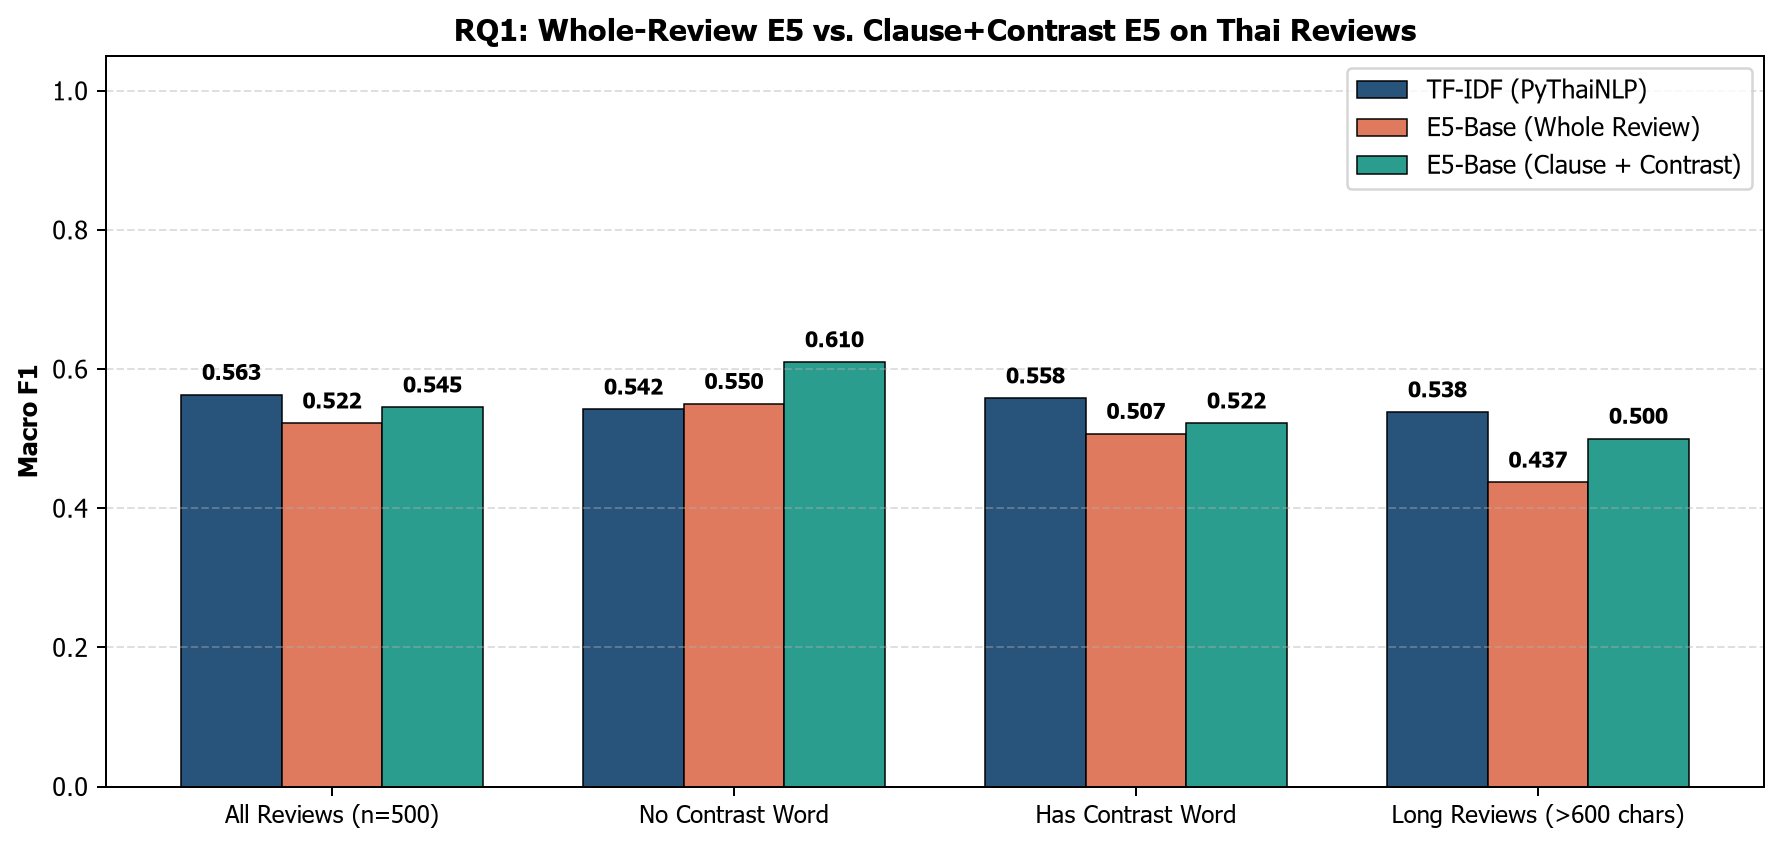 RQ1: Whole-Review E5 vs. Clause+Contrast E5 on Thai Reviews
TF-IDF (PyThaiNLP)
E5-Base (Whole Review)
E5-Base (Clause + Contrast)
Macro F1
1.0
0.8
0.6
0.4
0.2
0.0
0.563
0.522
0.545
0.542
0.550
0.610
0.558
0.507
0.522
0.538
0.437
0.500
All Reviews (n=500)
No Contrast Word
Has Contrast Word
Long Reviews (>600 chars)